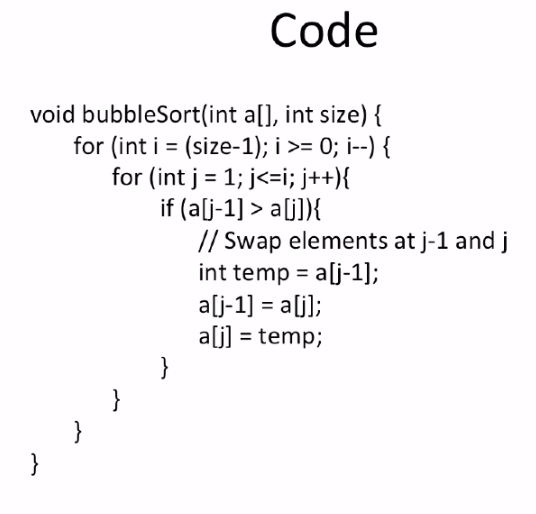 Code
void bubbleSort(int a[], int size) {
for (int i = (size-1); i >= 0; i--) {
for (int j = 1; j<=i; j++){
if (a[j-1] > a[j]){
// Swap elements at j-1 and j
int temp = a[j-1];
a[j-1] = a[j];
a[j] = temp;
}
}
}
}